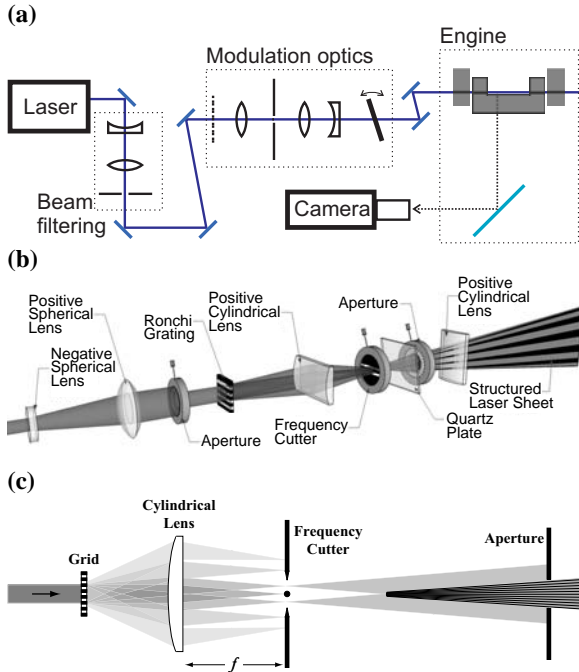 (a)
Modulation optics
Engine
Laser
Beam
filtering
Camera
(b)
Positive
Spherical
Lens
Negative
Spherical
Lens
Ronchi
Grating
Positive
Cylindrical
Lens
Aperture
Positive
Cylindrical
Lens
Aperture
Frequency
Cutter
Quartz
Plate
Structured
Laser Sheet
(c)
Cylindrical
Lens
Grid
Frequency
Cutter
Aperture
f